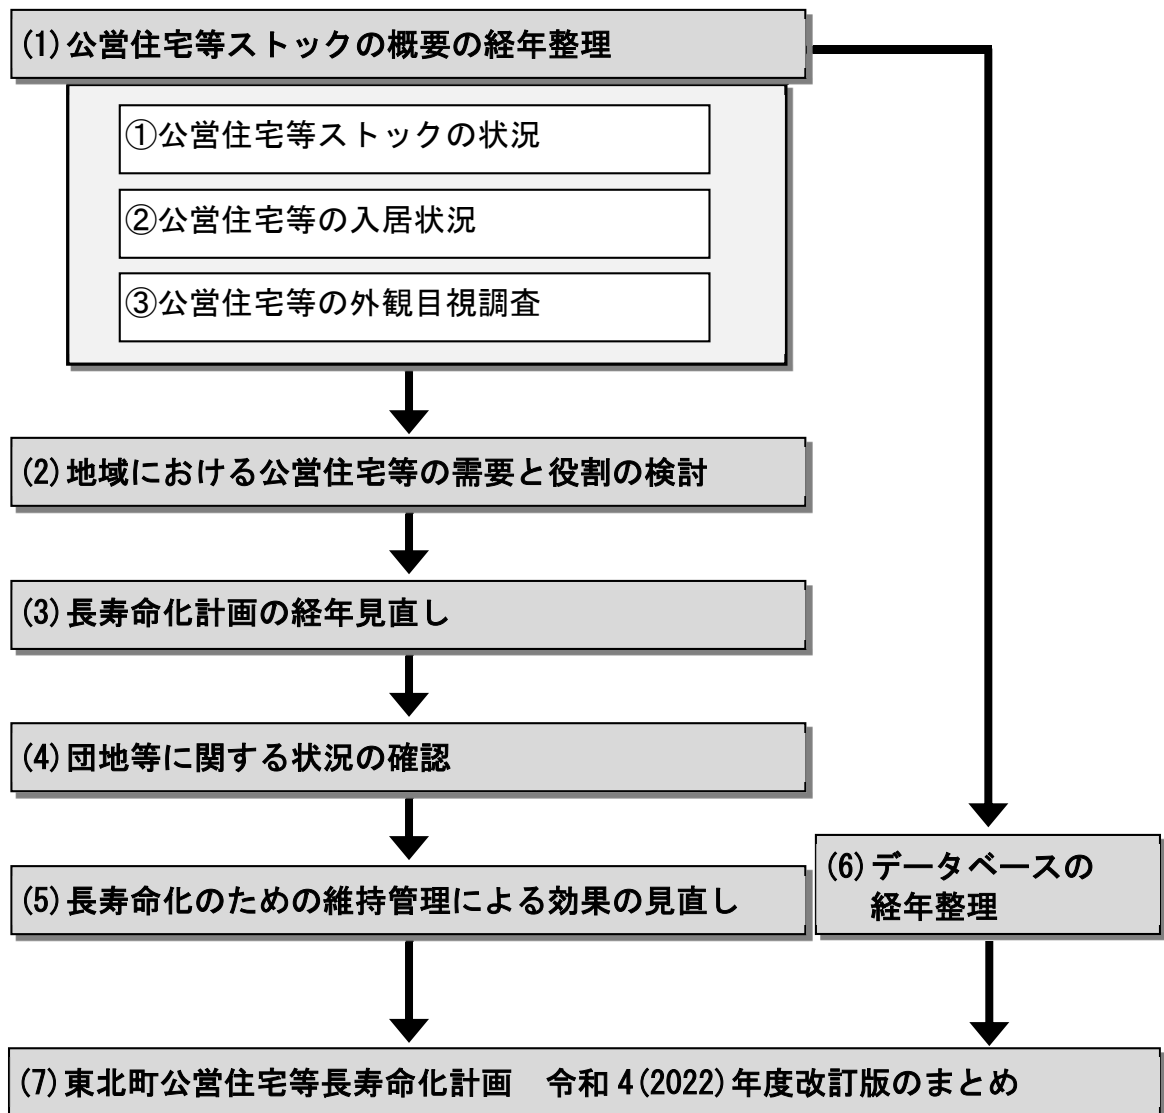 (1)公営住宅等ストックの概要の経年整理
①公営住宅等ストックの状況
②公営住宅等の入居状況
③公営住宅等の外観目視調査
(2)地域における公営住宅等の需要と役割の検討
(3)長寿命化計画の経年見直し
(4)団地等に関する状況の確認
(5)長寿命化のための維持管理による効果の見直し
(6)データベースの
経年整理
(7)東北町公営住宅等長寿命化計画　令和4(2022)年度改訂版のまとめ